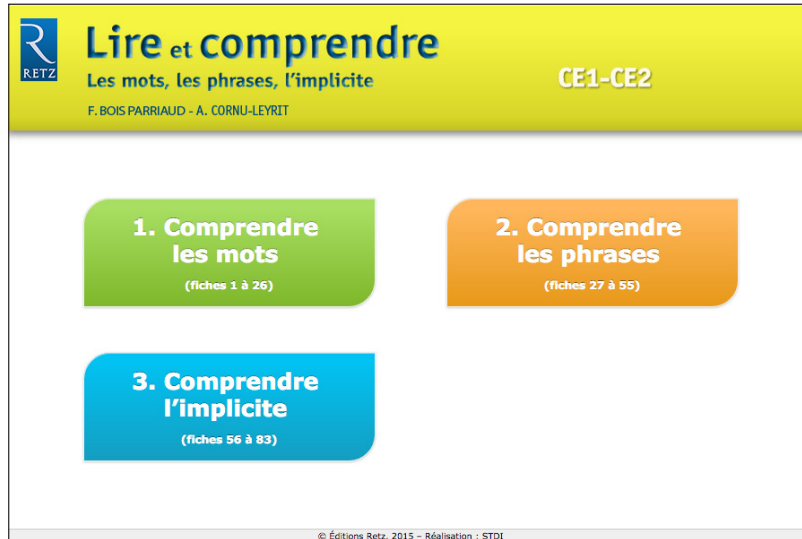 RETZ
Lire et comprendre
Les mots, les phrases, l'implicite
CE1-CE2
F. BOIS PARRIAUD - A. CORNU-LEYRIT
1. Comprendre
les mots
(fiches 1 à 26)
2. Comprendre
les phrases
(fiches 27 à 55)
3. Comprendre
l'implicite
(fiches 56 à 83)
© Éditions Retz, 2015 – Réalisation : STDI